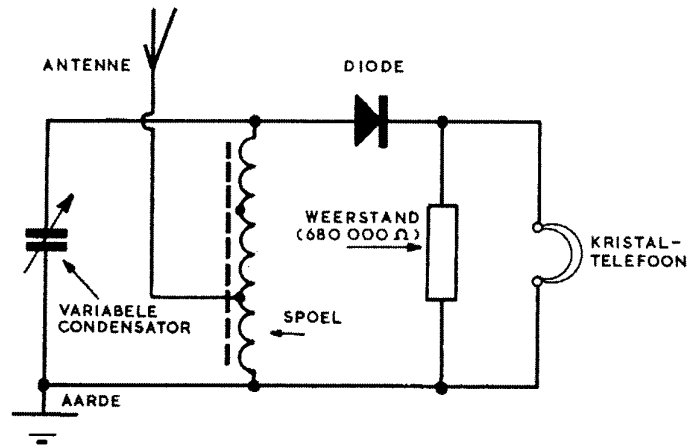 ANTENNE
DIODE
WEERSTAND
(680 000 Ω)
KRISTAL-
TELEFOON
VARIABELE
CONDENSATOR
SPOEL
AARDE